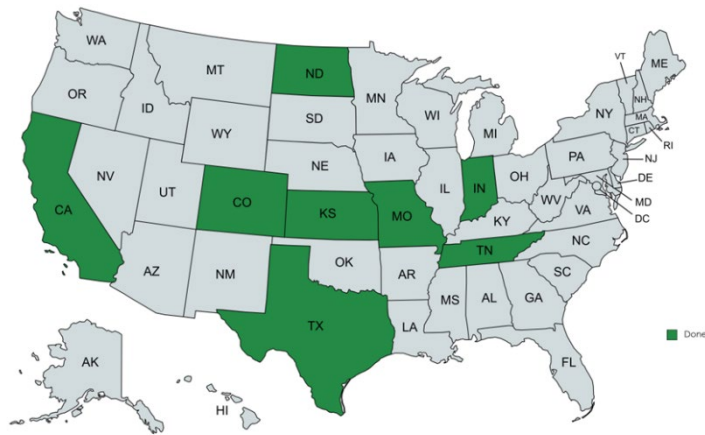 WA
MT
ND
MN
VT
ME
OR
ID
SD
WI
MI
NY
NH
MA
CT
RI
WY
NE
IA
PA
NJ
NV
UT
CO
KS
MO
IL
IN
OH
WV
VA
DE
MD
DC
CA
KY
AZ
NM
OK
AR
TN
NC
SC
TX
LA
MS
AL
GA
Done
FL
AK
HI